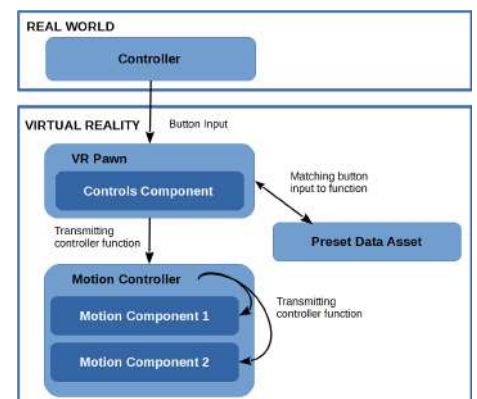 REAL WORLD
Controller
Button Input
VIRTUAL REALITY
VR Pawn
Controls Component
Matching button
input to function
Transmitting
controller function
Preset Data Asset
Motion Controller
Motion Component 1
Transmitting
controller function
Motion Component 2